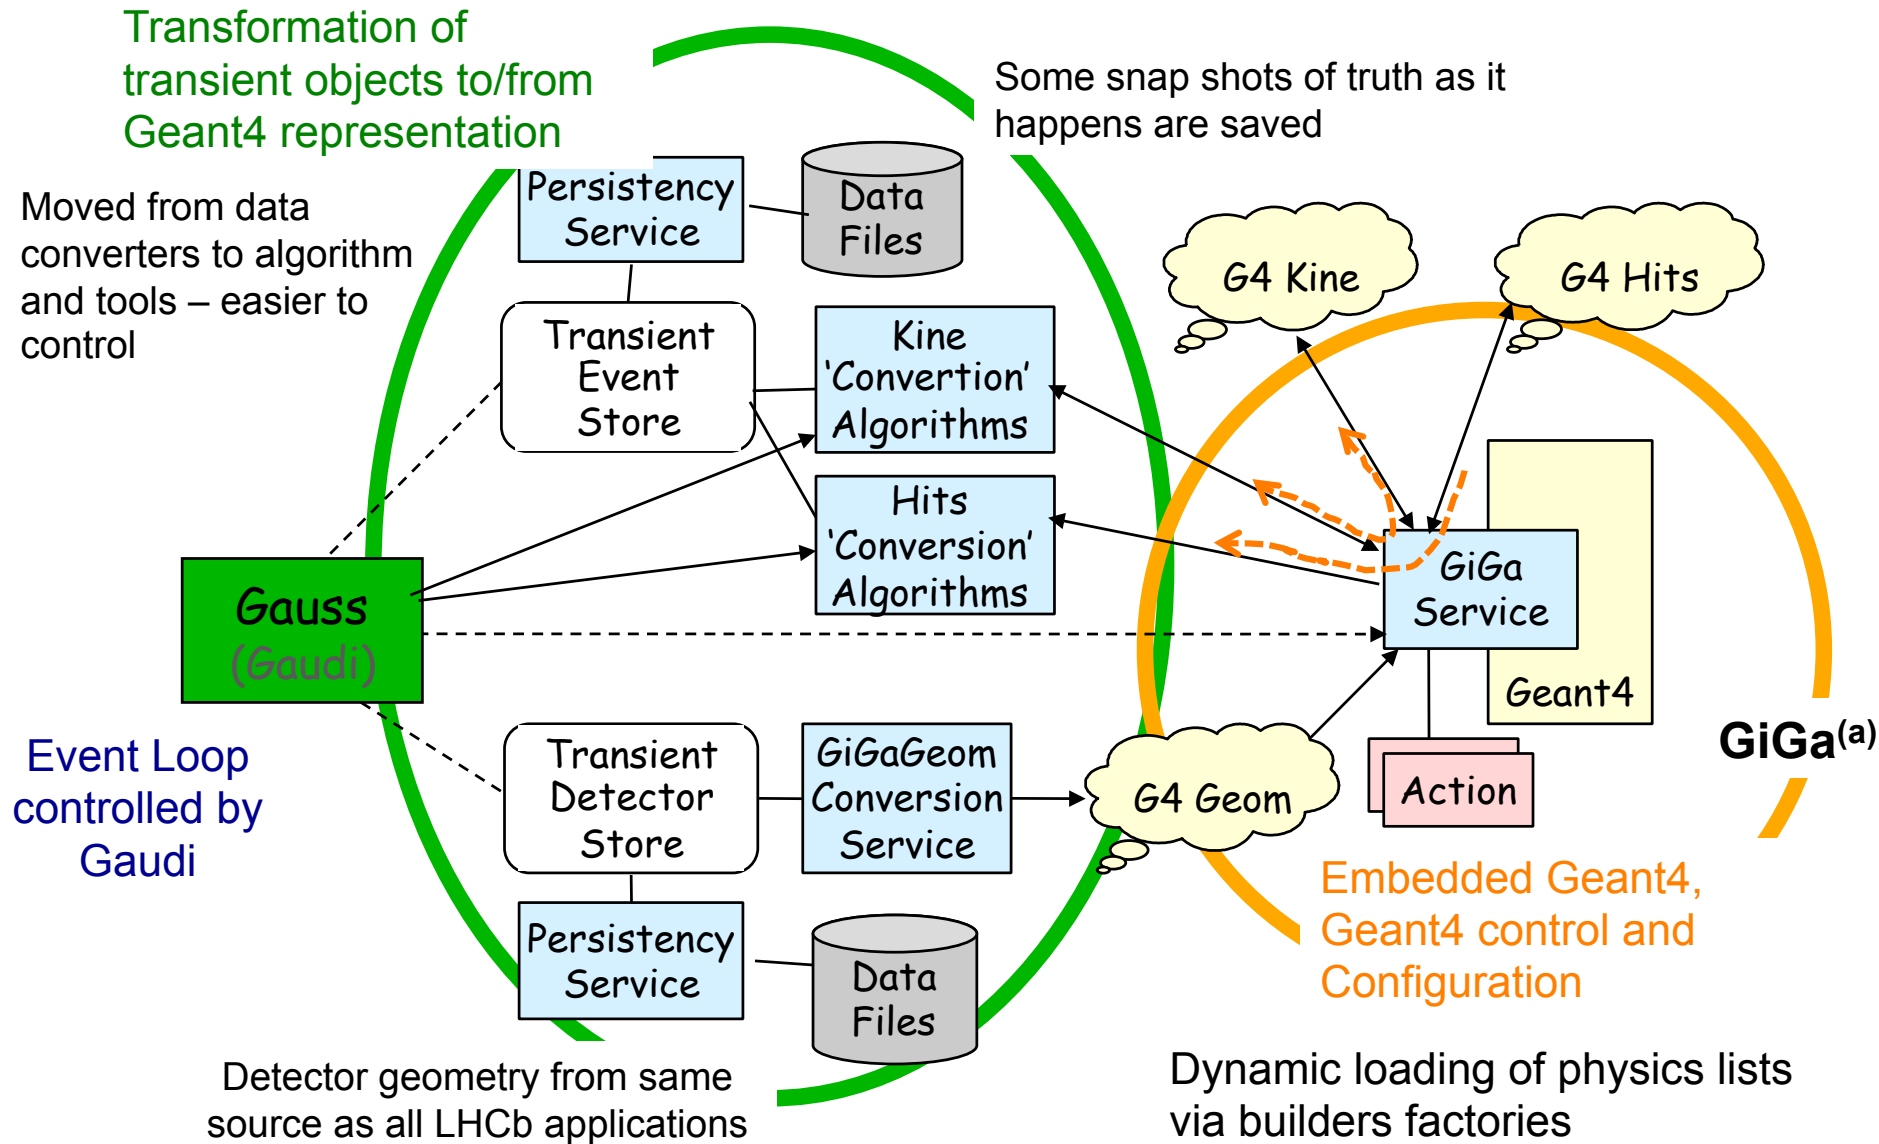 Transformation of
transient objects to/from
Geant4 representation
Some snap shots of truth as it
happens are saved
Moved from data
converters to algorithm
and tools – easier to
control
Persistency
Service
Data
Files
G4 Kine
G4 Hits
Transient
Event
Store
Kine
‘Convertion’
Algorithms
Hits
‘Conversion’
Algorithms
GiGa
Service
Geant4
Gauss
(Gaudi)
Event Loop
controlled by
Gaudi
Transient
Detector
Store
GiGaGeom
Conversion
Service
G4 Geom
Action
GiGa(a)
Persistency
Service
Data
Files
Embedded Geant4,
Geant4 control and
Configuration
Detector geometry from same
source as all LHCb applications
Dynamic loading of physics lists
via builders factories